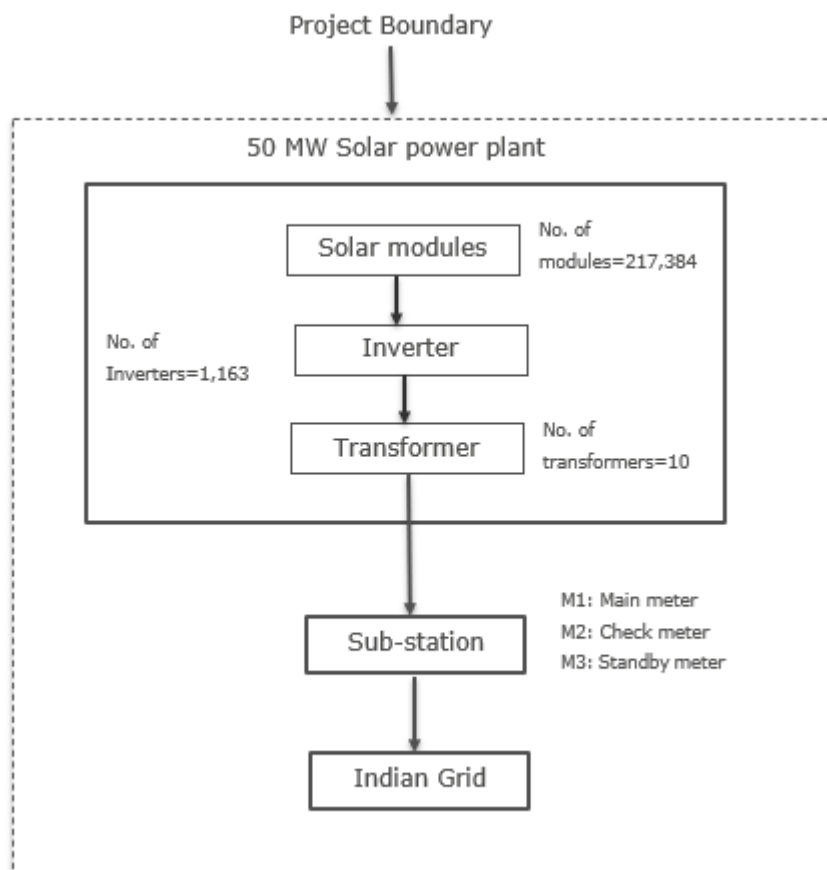 Project Boundary
50 MW Solar power plant
Solar modules
No. of
modules=217,384
No. of
Inverters=1,163
Inverter
Transformer
No. of
transformers=10
Sub-station
M1: Main meter
M2: Check meter
M3: Standby meter
Indian Grid